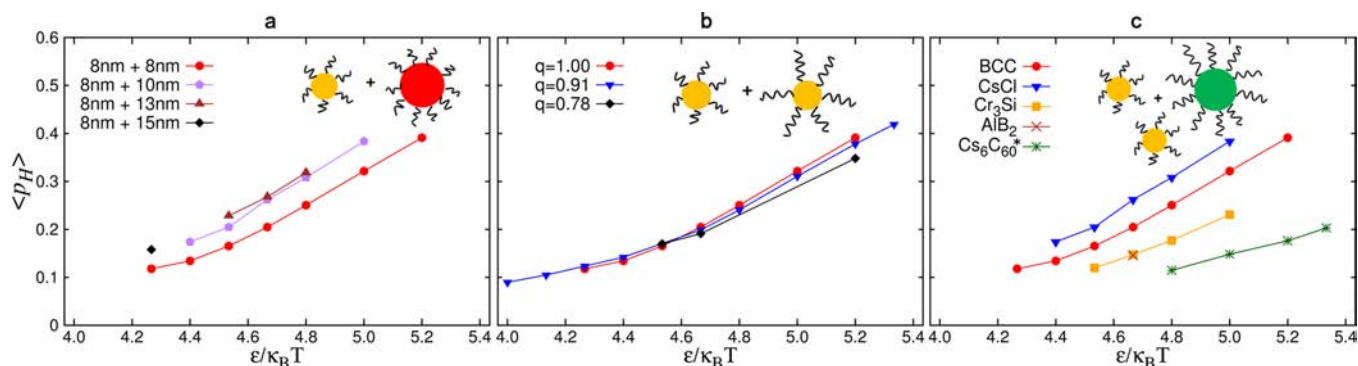 a
b
c
<p_H>
0.6
0.5
0.4
0.3
0.2
0.1
0
8nm + 8nm
8nm + 10nm
8nm + 13nm
8nm + 15nm
+
4.0 4.2 4.4 4.6 4.8 5.0 5.2
ε/κ_BT
q=1.00
q=0.91
q=0.78
+
4.0 4.2 4.4 4.6 4.8 5.0 5.2
ε/κ_BT
BCC
CsCl
Cr₃Si
AlB₂
Cs₆C₆₀*
+
4.0 4.2 4.4 4.6 4.8 5.0 5.2 5.4
ε/κ_BT